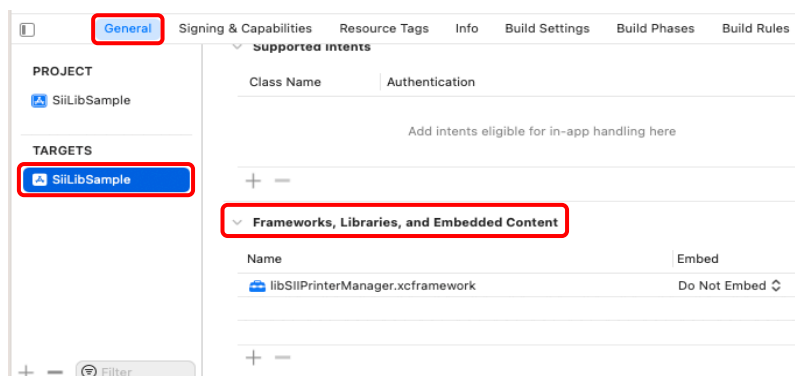 General Signing & Capabilities Resource Tags Info Build Settings Build Phases Build Rules
PROJECT
SiiLibSample
TARGETS
SiiLibSample
Filter
Supported Intents
Class Name Authentication
Add intents eligible for in-app handling here
Frameworks, Libraries, and Embedded Content
Name Embed
libSIIPrinterManager.xcframework Do Not Embed